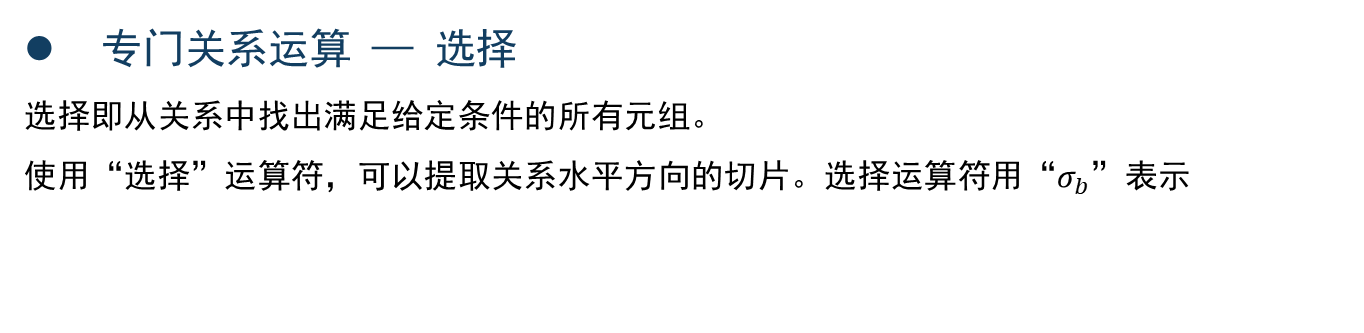 ● 专门关系运算 — 选择
选择即从关系中找出满足给定条件的所有元组。
使用“选择”运算符，可以提取关系水平方向的切片。选择运算符用“σ_b”表示